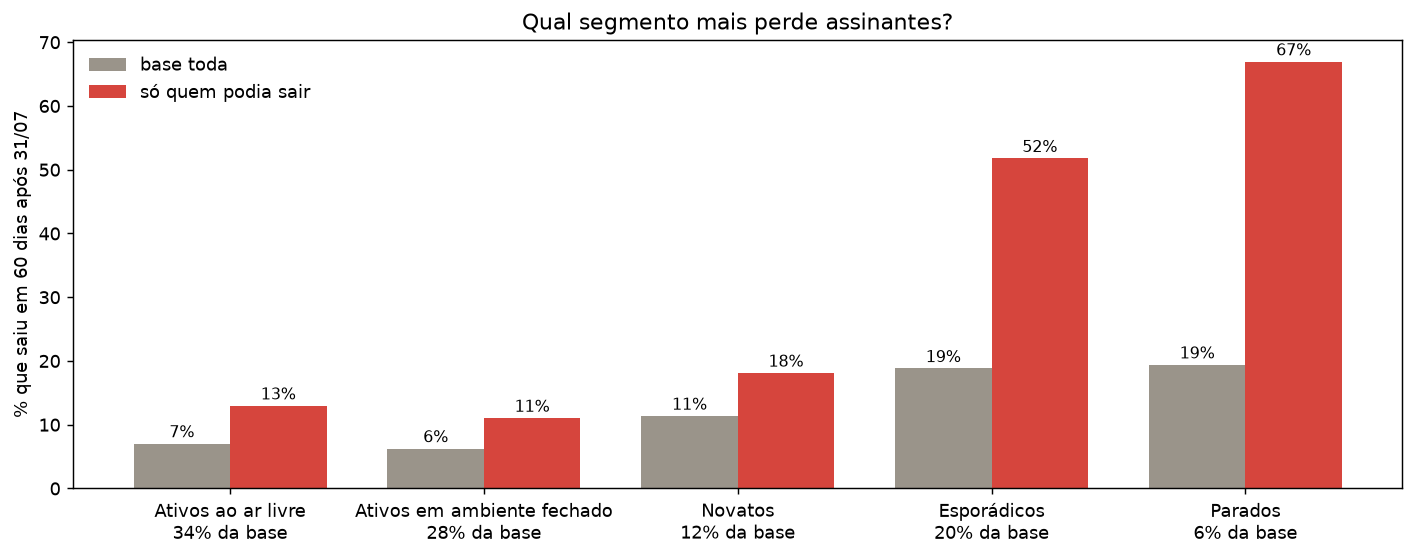 Qual segmento mais perde assinantes?
base toda
só quem podia sair
% que saiu em 60 dias após 31/07
70
60
50
40
30
20
10
0
7%
13%
6%
11%
11%
18%
19%
52%
19%
67%
Ativos ao ar livre
34% da base
Ativos em ambiente fechado
28% da base
Novatos
12% da base
Esporádicos
20% da base
Parados
6% da base